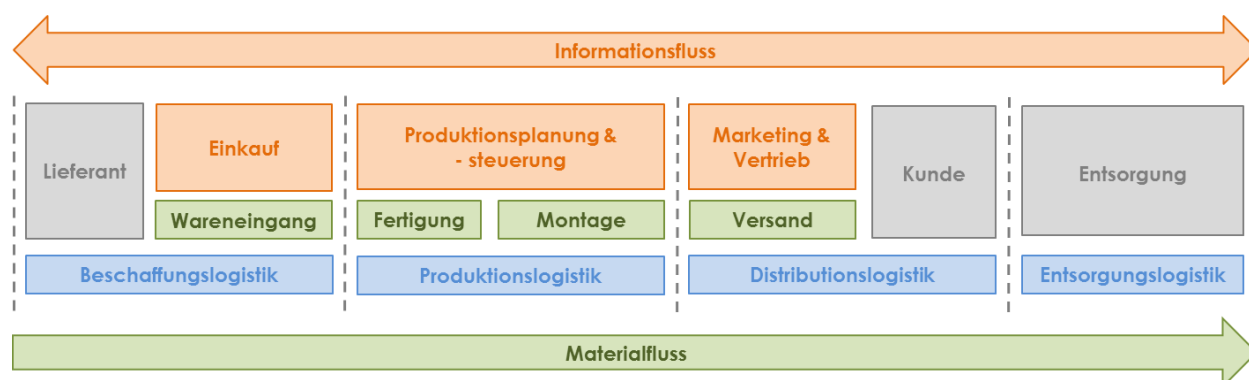 Informationsfluss
Lieferant
Einkauf
Wareneingang
Beschaffungslogistik
Produktionsplanung &
- steuerung
Fertigung
Montage
Produktionslogistik
Marketing &
Vertrieb
Versand
Kunde
Distributionslogistik
Entsorgung
Entsorgungslogistik
Materialfluss